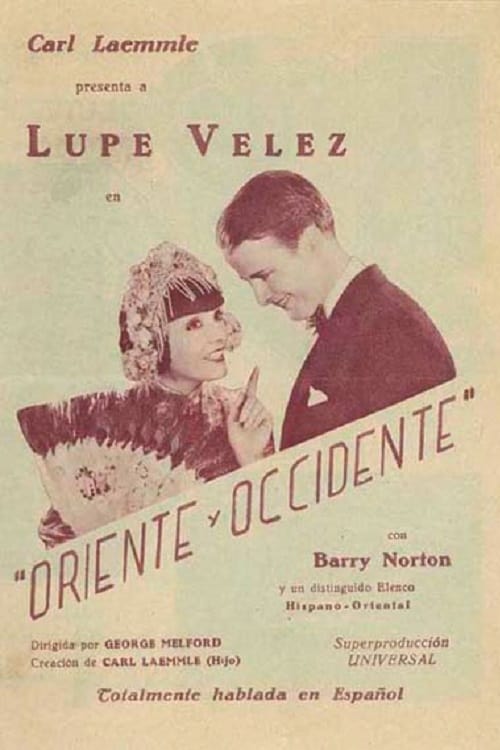 Carl Laemmle
presenta a
LUPE VELEZ
en
"ORIENTE Y OCCIDENTE"
con
Barry Norton
y un distinguido Elenco
Hispano-Oriental
Dirigida por GEORGE MELFORD
Creación de CARL LAEMMLE (Hijo)
Superproducción
UNIVERSAL
Totalmente hablada en Español